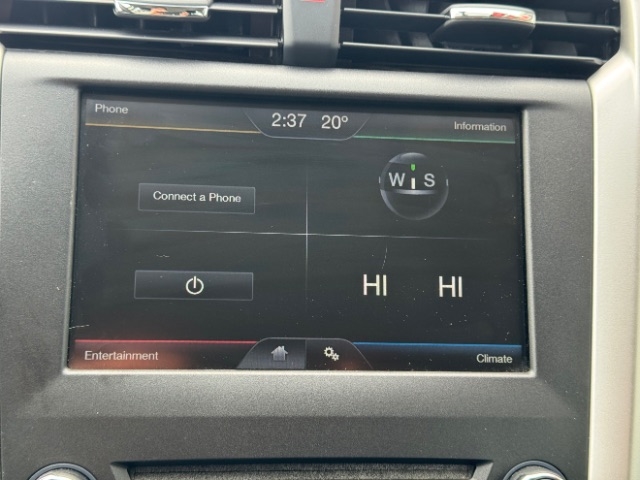 Phone
2:37 20°
Information
Connect a Phone
W S
HI HI
Entertainment
Climate